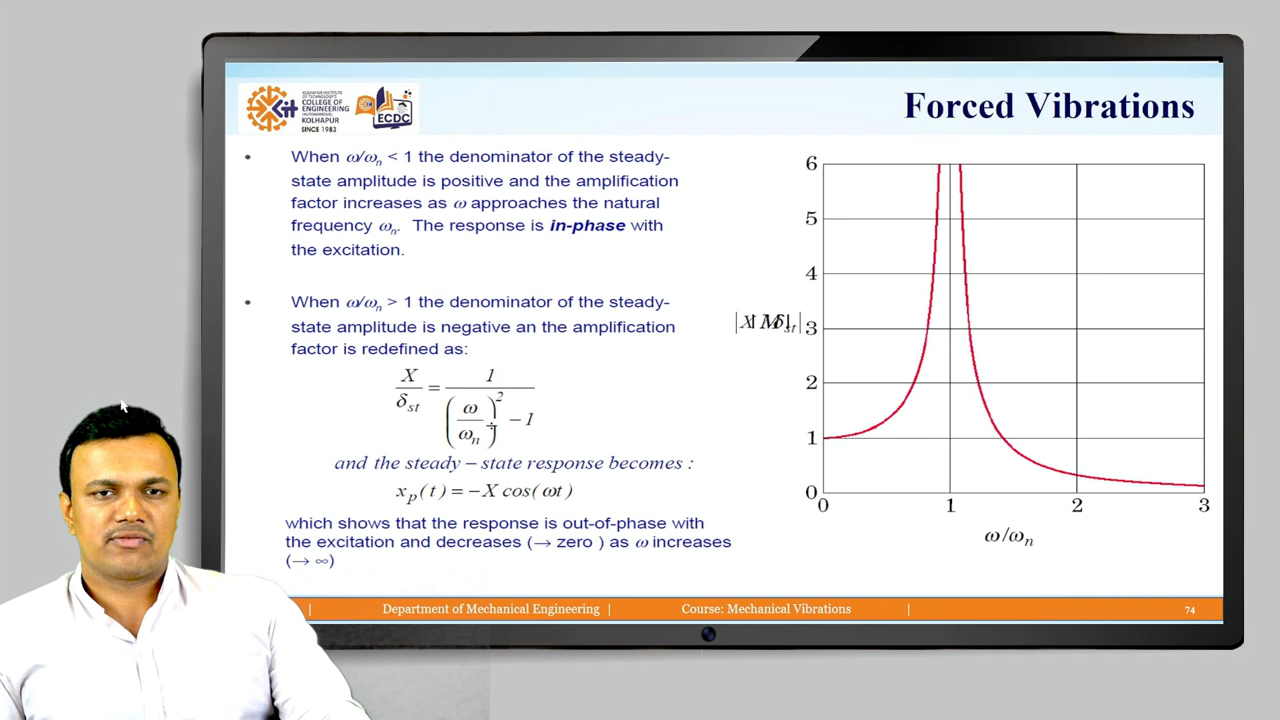 KOLHAPUR INSTITUTE
OF TECHNOLOGY'S
COLLEGE OF
ENGINEERING
(AUTONOMOUS),
KOLHAPUR
SINCE 1983
ECDC
Forced Vibrations
• When ω/ωn < 1 the denominator of the steady-
state amplitude is positive and the amplification
factor increases as ω approaches the natural
frequency ωn. The response is in-phase with
the excitation.
• When ω/ωn > 1 the denominator of the steady-
state amplitude is negative an the amplification
factor is redefined as:
X/δst = 1/((ω/ωn)² − 1)
and the steady – state response becomes :
xp(t) = −X cos(ωt)
which shows that the response is out-of-phase with
the excitation and decreases (→ zero ) as ω increases
(→ ∞)
6
5
4
3
2
1
0
0 1 2 3
ω/ωn
| Department of Mechanical Engineering | Course: Mechanical Vibrations | 74